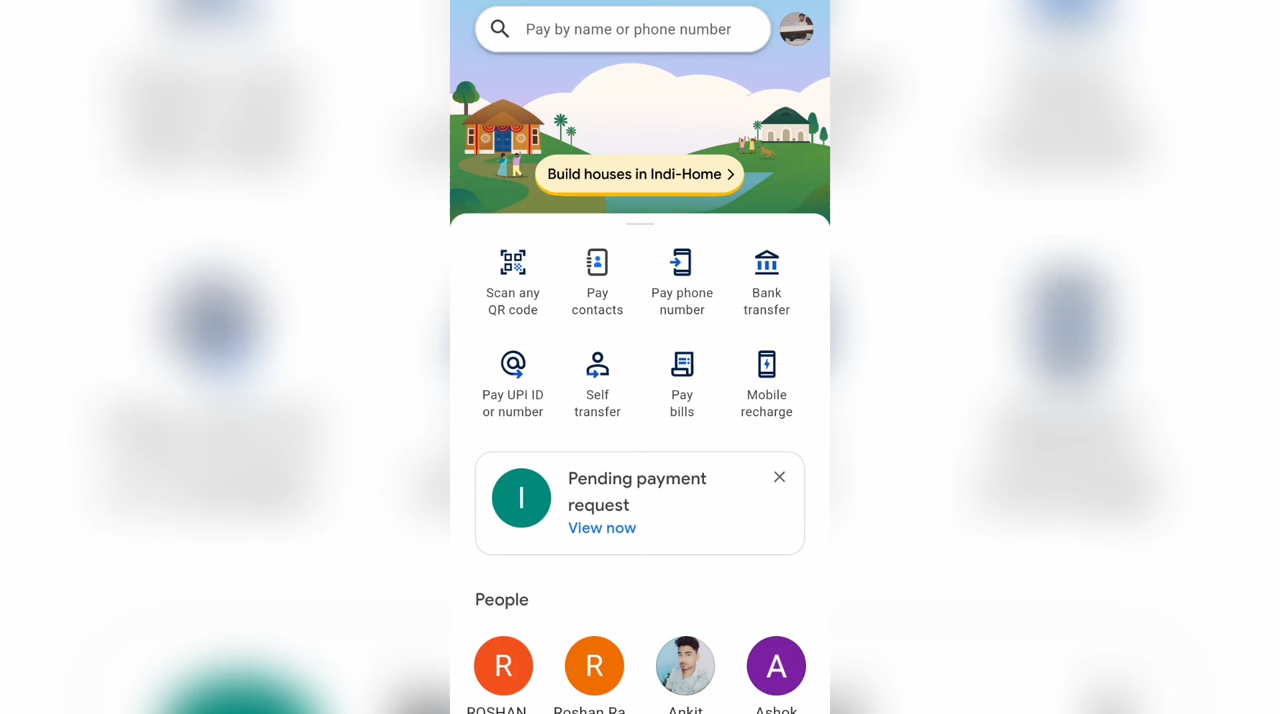 Pay by name or phone number
Build houses in Indi-Home
Scan any
QR code
Pay
contacts
Pay phone
number
Bank
transfer
Pay UPI ID
or number
Self
transfer
Pay
bills
Mobile
recharge
I
Pending payment
request
View now
People
R
R
A
ROSHAN
Roshan Ra
Ankit
Ashok